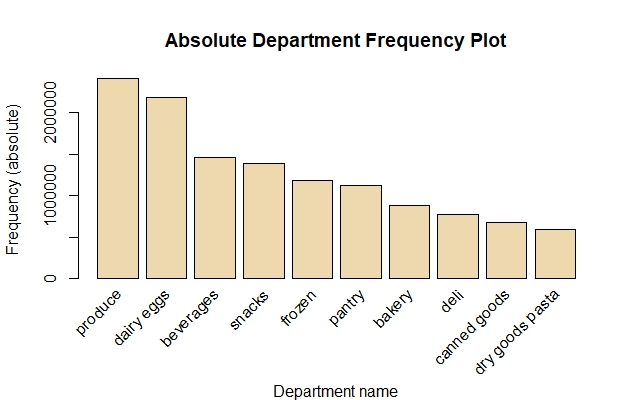 Absolute Department Frequency Plot
Frequency (absolute)
2000000
1000000
0
produce
dairy eggs
beverages
snacks
frozen
pantry
bakery
deli
canned goods
dry goods pasta
Department name